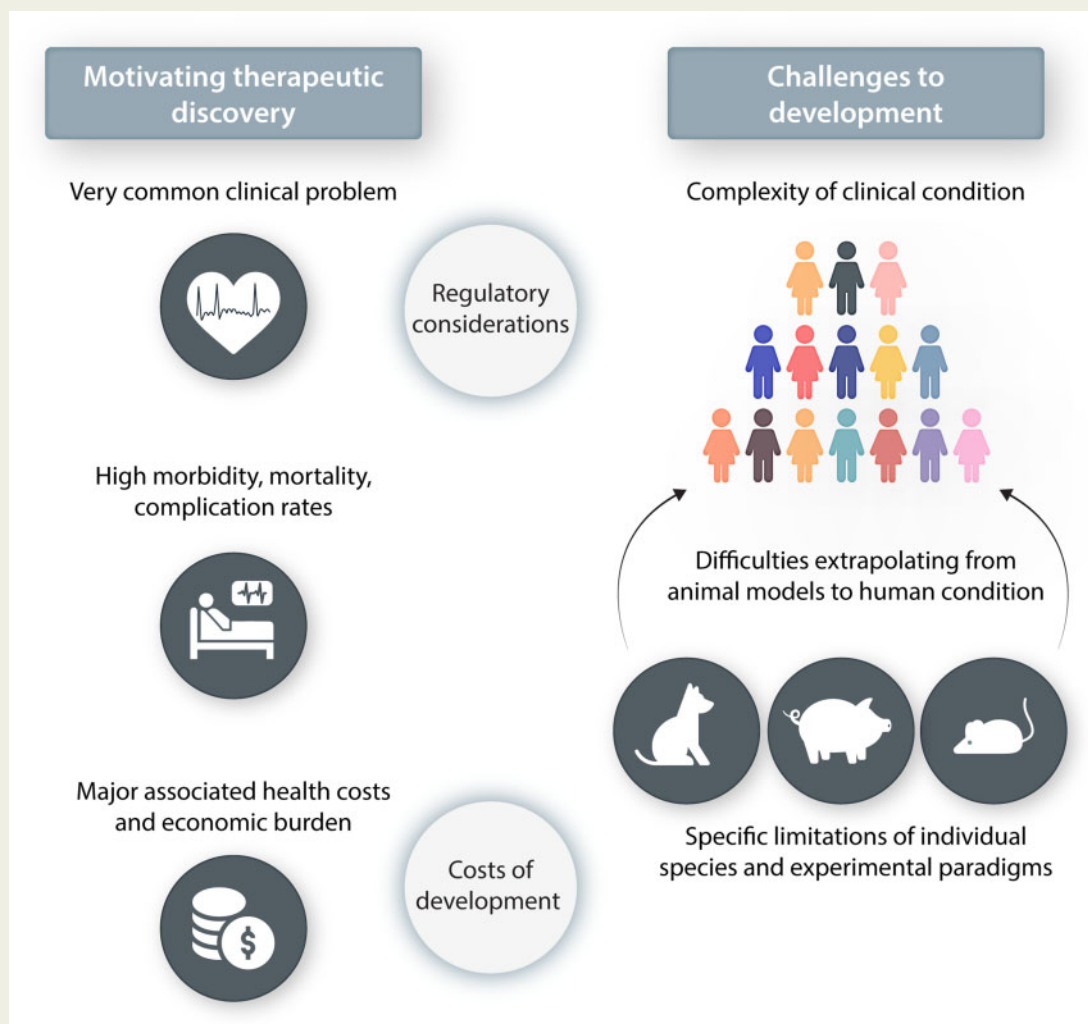 Motivating therapeutic
discovery
Very common clinical problem
High morbidity, mortality,
complication rates
Major associated health costs
and economic burden
$
Regulatory
considerations
Costs of
development
Challenges to
development
Complexity of clinical condition
Difficulties extrapolating from
animal models to human condition
Specific limitations of individual
species and experimental paradigms